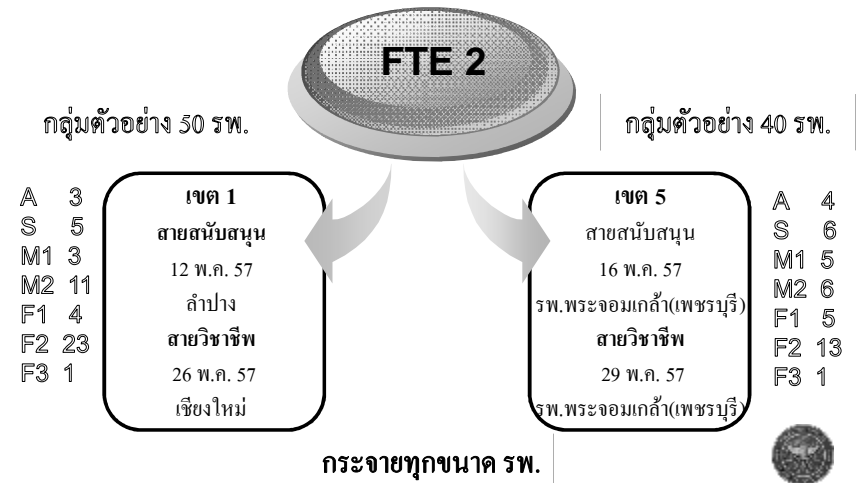 FTE 2
กลุ่มตัวอย่าง 50 รพ.
กลุ่มตัวอย่าง 40 รพ.
A 3
S 5
M1 3
M2 11
F1 4
F2 23
F3 1
เขต 1
สายสนับสนุน
12 พ.ค. 57
ลำปาง
สายวิชาชีพ
26 พ.ค. 57
เชียงใหม่
เขต 5
สายสนับสนุน
16 พ.ค. 57
รพ.พระจอมเกล้า(เพชรบุรี)
สายวิชาชีพ
29 พ.ค. 57
รพ.พระจอมเกล้า(เพชรบุรี)
A 4
S 6
M1 5
M2 6
F1 5
F2 13
F3 1
กระจายทุกขนาด รพ.